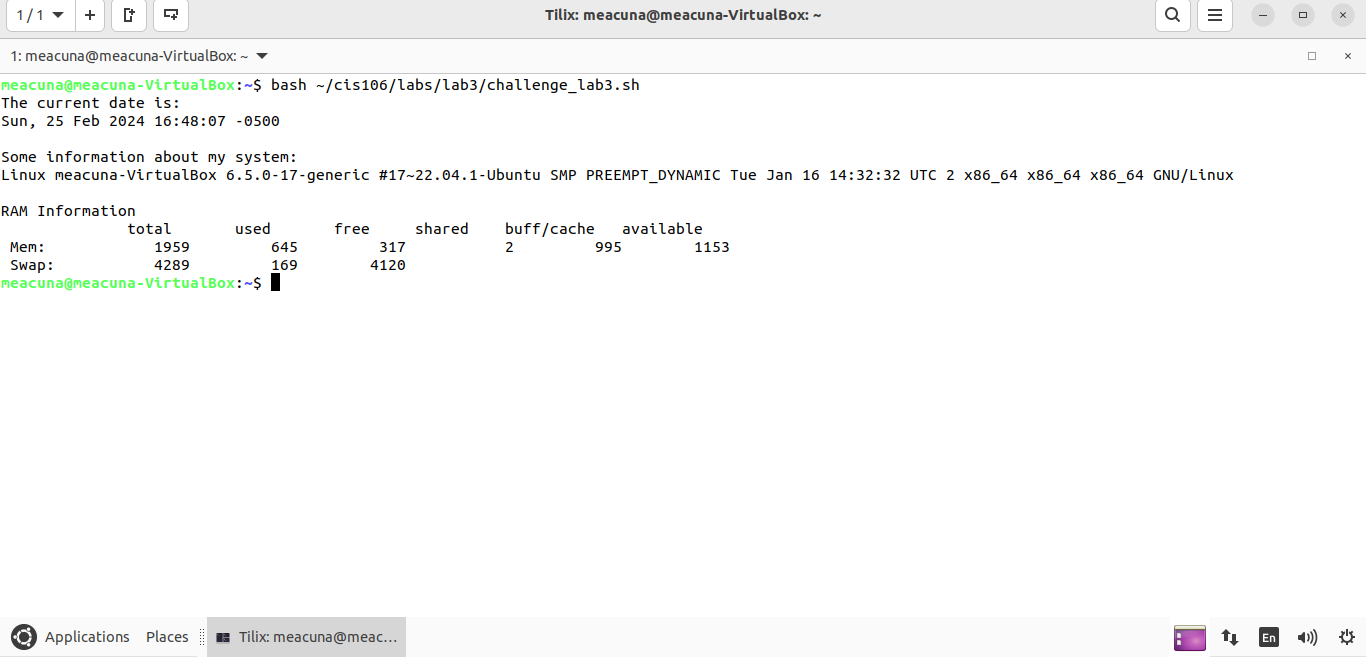 1 / 1
Tilix: meacuna@meacuna-VirtualBox: ~
1: meacuna@meacuna-VirtualBox: ~
meacuna@meacuna-VirtualBox:~$ bash ~/cis106/labs/lab3/challenge_lab3.sh
The current date is:
Sun, 25 Feb 2024 16:48:07 -0500
Some information about my system:
Linux meacuna-VirtualBox 6.5.0-17-generic #17~22.04.1-Ubuntu SMP PREEMPT_DYNAMIC Tue Jan 16 14:32:32 UTC 2 x86_64 x86_64 x86_64 GNU/Linux
RAM Information
total used free shared buff/cache available
Mem: 1959 645 317 2 995 1153
Swap: 4289 169 4120
meacuna@meacuna-VirtualBox:~$
Applications Places Tilix: meacuna@meac... En